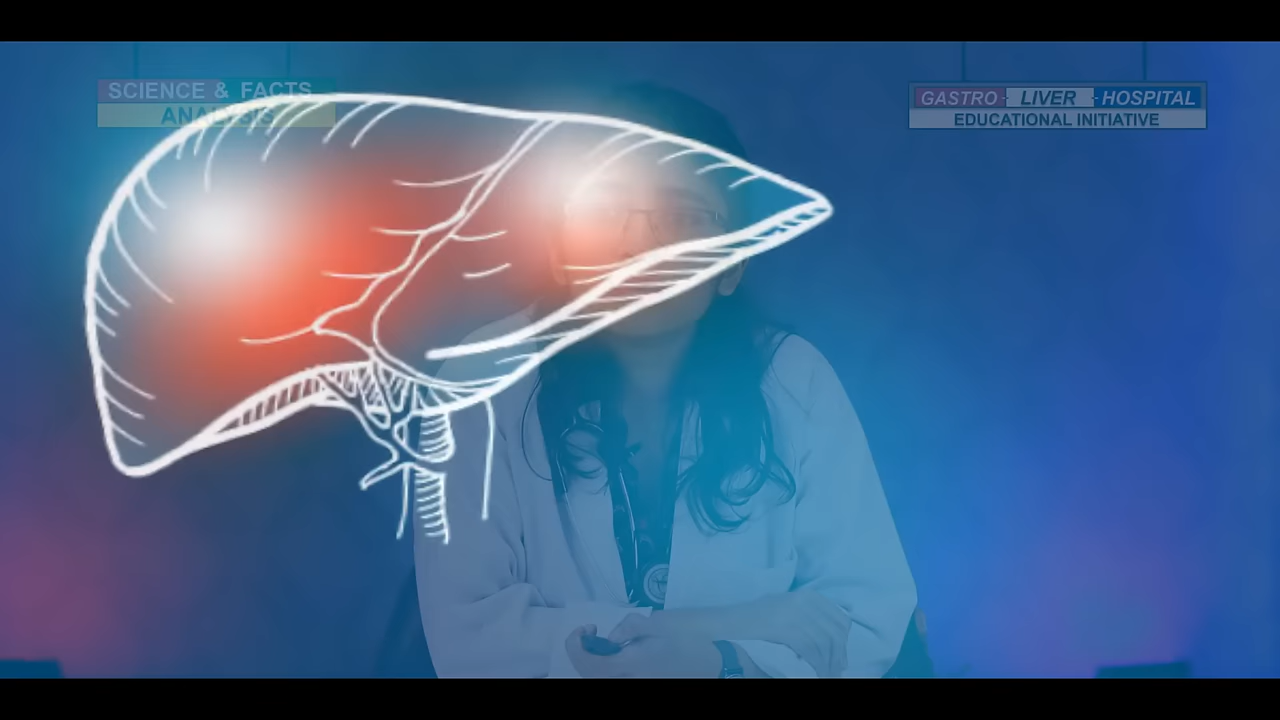 SCIENCE & FACTS
ANALYSIS
GASTRO - LIVER - HOSPITAL
EDUCATIONAL INITIATIVE